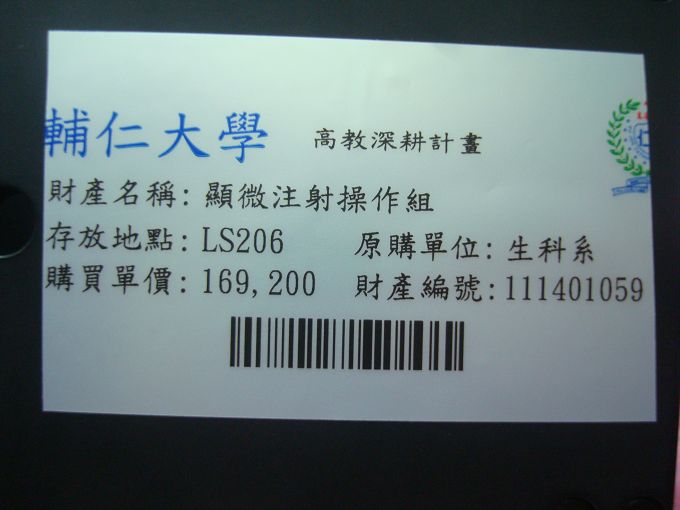 輔仁大學 高教深耕計畫
財產名稱: 顯微注射操作組
存放地點: LS206 原購單位: 生科系
購買單價: 169,200 財產編號: 111401059